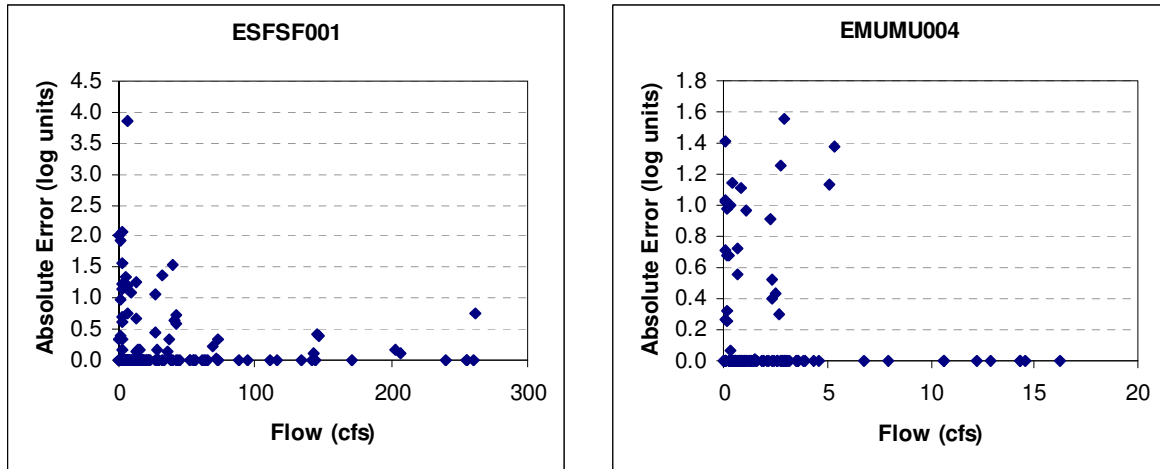 ESFSF001
Absolute Error (log units)
4.5
4.0
3.5
3.0
2.5
2.0
1.5
1.0
0.5
0.0
0 100 200 300
Flow (cfs)
EMUMU004
Absolute Error (log units)
1.8
1.6
1.4
1.2
1.0
0.8
0.6
0.4
0.2
0.0
0 5 10 15 20
Flow (cfs)